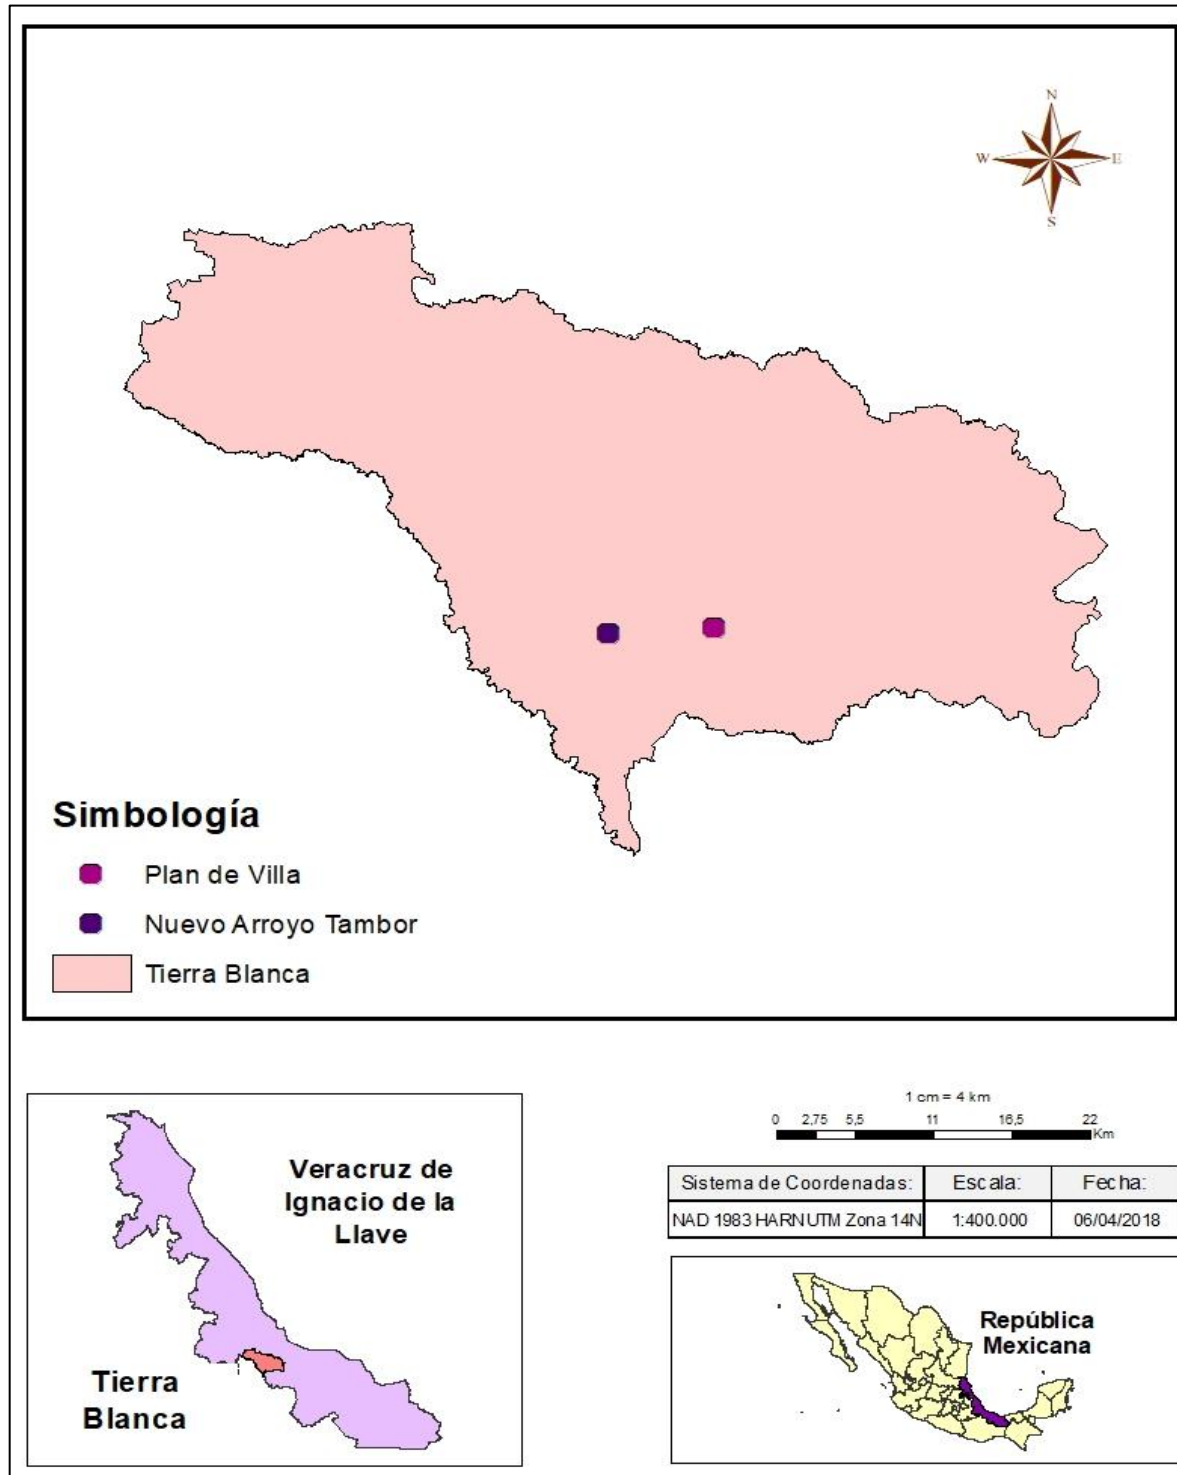 N
W E
S
Simbología
Plan de Villa
Nuevo Arroyo Tambor
Tierra Blanca
Veracruz de
Ignacio de la
Llave
Tierra
Blanca
1 cm = 4 km
0 2,75 5,5 11 16,5 22
Km
Sistema de Coordenadas: Escala: Fecha:
NAD 1983 HARN UTM Zona 14N 1:400.000 06/04/2018
República
Mexicana